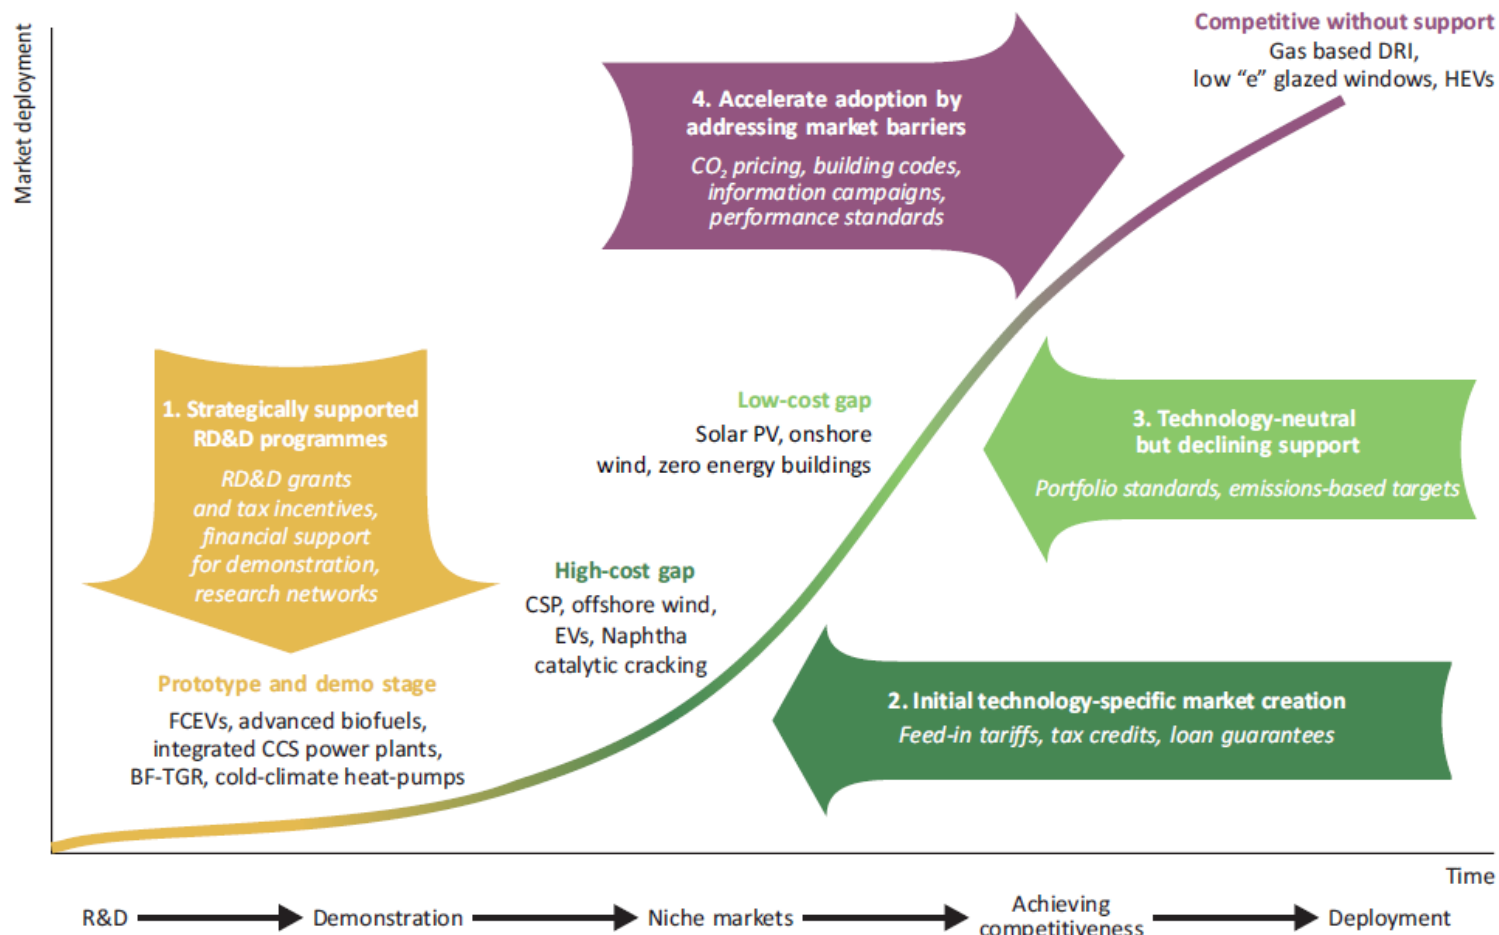 Market deployment
Competitive without support
Gas based DRI,
low “e” glazed windows, HEVs
4. Accelerate adoption by
addressing market barriers
CO₂ pricing, building codes,
information campaigns,
performance standards
1. Strategically supported
RD&D programmes
RD&D grants
and tax incentives,
financial support
for demonstration,
research networks
Low-cost gap
Solar PV, onshore
wind, zero energy buildings
3. Technology-neutral
but declining support
Portfolio standards, emissions-based targets
High-cost gap
CSP, offshore wind,
EVs, Naphtha
catalytic cracking
Prototype and demo stage
FCEVs, advanced biofuels,
integrated CCS power plants,
BF-TGR, cold-climate heat-pumps
2. Initial technology-specific market creation
Feed-in tariffs, tax credits, loan guarantees
Time
R&D
Demonstration
Niche markets
Achieving
competitiveness
Deployment